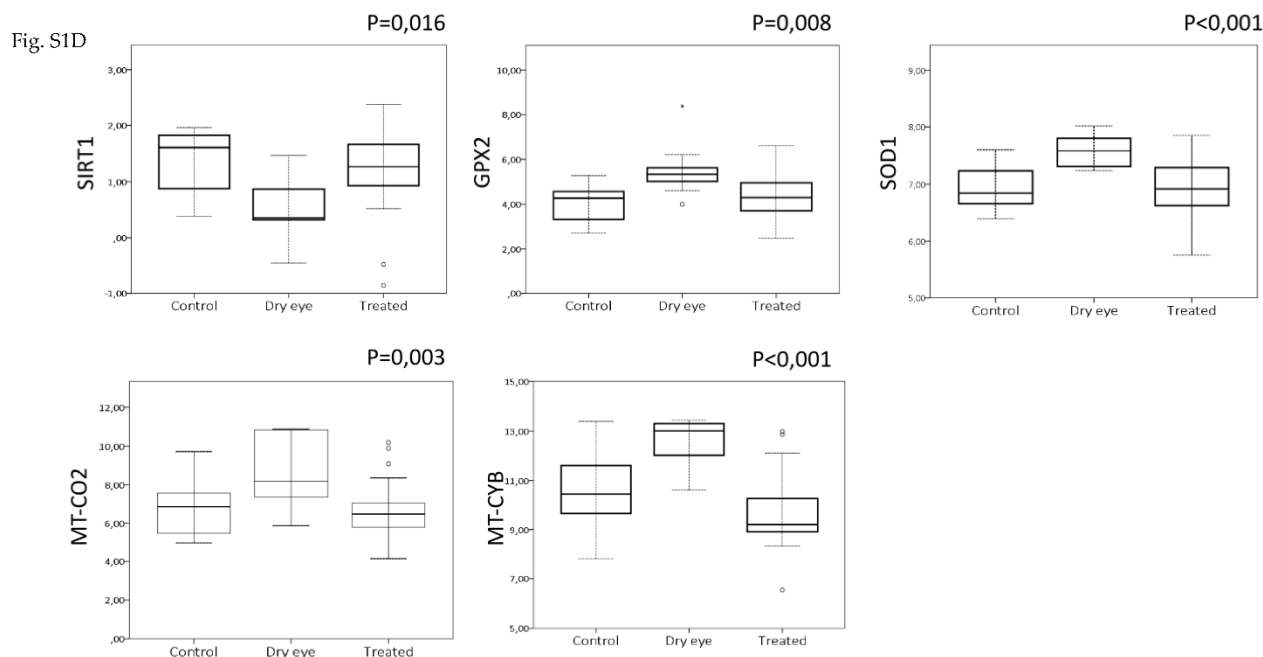 Fig. S1D
P=0,016
SIRT1
3,00
2,00
1,00
,00
-1,00
Control Dry eye Treated
P=0,008
GPX2
10,00
8,00
6,00
4,00
2,00
,00
Control Dry eye Treated
P<0,001
SOD1
9,00
8,00
7,00
6,00
5,00
Control Dry eye Treated
P=0,003
MT-CO2
12,00
10,00
8,00
6,00
4,00
2,00
,00
Control Dry eye Treated
P<0,001
MT-CYB
15,00
13,00
11,00
9,00
7,00
5,00
Control Dry eye Treated